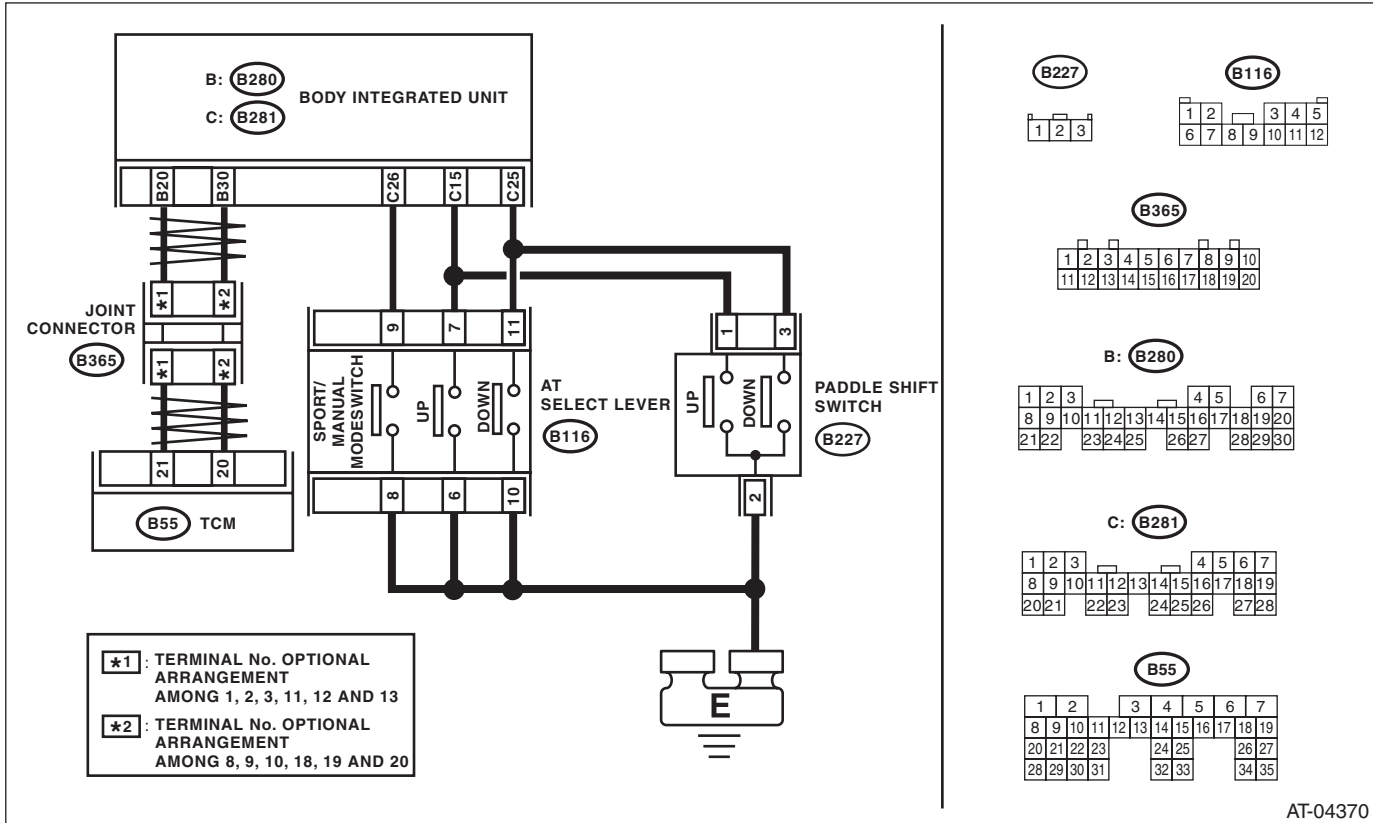 B: B280
BODY INTEGRATED UNIT
C: B281
B20
B30
C26
C15
C25
*1
*2
JOINT
CONNECTOR
B365
*1
*2
21
20
B55 TCM
9
7
11
SPORT/
MANUAL
MODESWITCH
UP
DOWN
AT
SELECT LEVER
B116
8
6
10
1
3
UP
DOWN
PADDLE SHIFT
SWITCH
B227
2
E
*1 : TERMINAL No. OPTIONAL
ARRANGEMENT
AMONG 1, 2, 3, 11, 12 AND 13
*2 : TERMINAL No. OPTIONAL
ARRANGEMENT
AMONG 8, 9, 10, 18, 19 AND 20
B227
1 2 3
B116
1 2 3 4 5
6 7 8 9 10 11 12
B365
1 2 3 4 5 6 7 8 9 10
11 12 13 14 15 16 17 18 19 20
B: B280
1 2 3 4 5 6 7
8 9 10 11 12 13 14 15 16 17 18 19 20
21 22 23 24 25 26 27 28 29 30
C: B281
1 2 3 4 5 6 7
8 9 10 11 12 13 14 15 16 17 18 19
20 21 22 23 24 25 26 27 28
B55
1 2 3 4 5 6 7
8 9 10 11 12 13 14 15 16 17 18 19
20 21 22 23 24 25 26 27
28 29 30 31 32 33 34 35
AT-04370